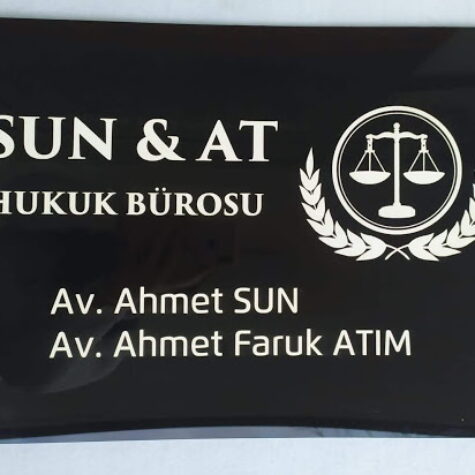 SUN & AT
HUKUK BÜROSU
Av. Ahmet SUN
Av. Ahmet Faruk ATIM